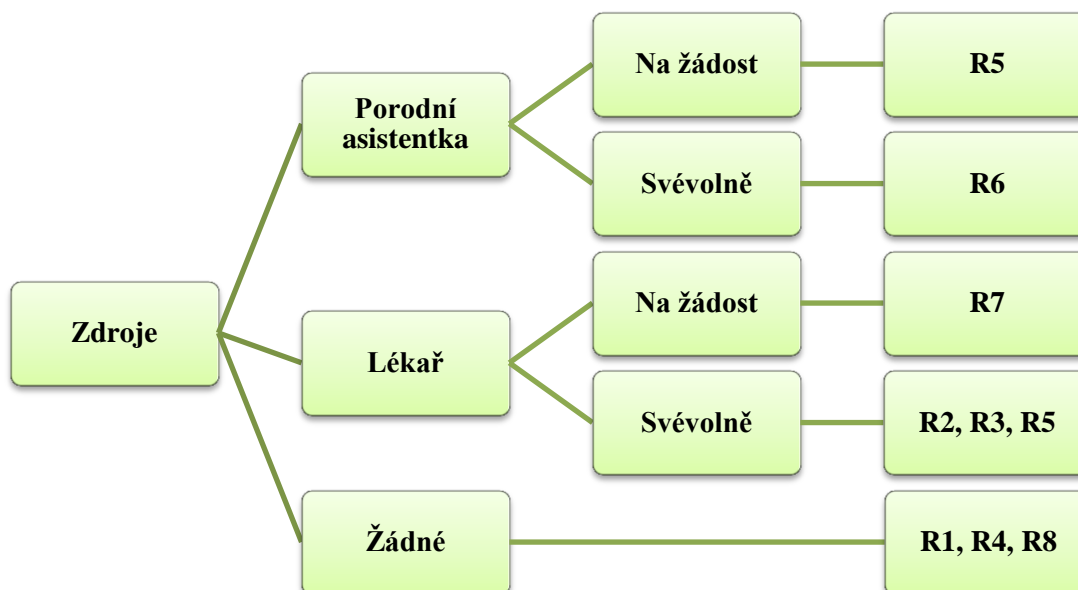 Zdroje
Porodní
asistentka
Na žádost
R5
Svévolně
R6
Lékař
Na žádost
R7
Svévolně
R2, R3, R5
Žádné
R1, R4, R8